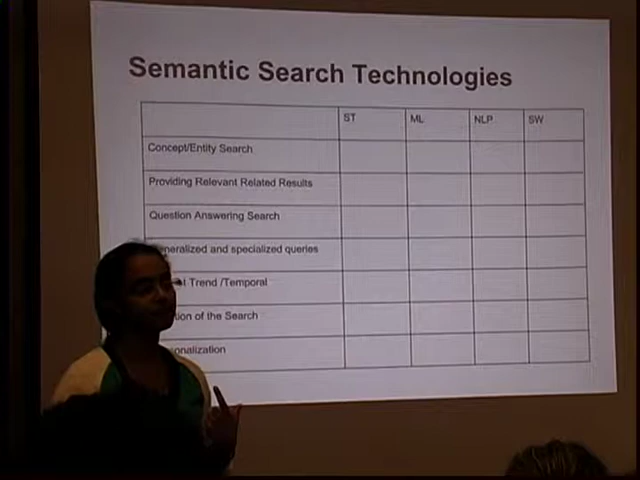 Semantic Search Technologies
ST ML NLP SW
Concept/Entity Search
Providing Relevant Related Results
Question Answering Search
neralized and specialized queries
t Trend /Temporal
tion of the Search
onalization